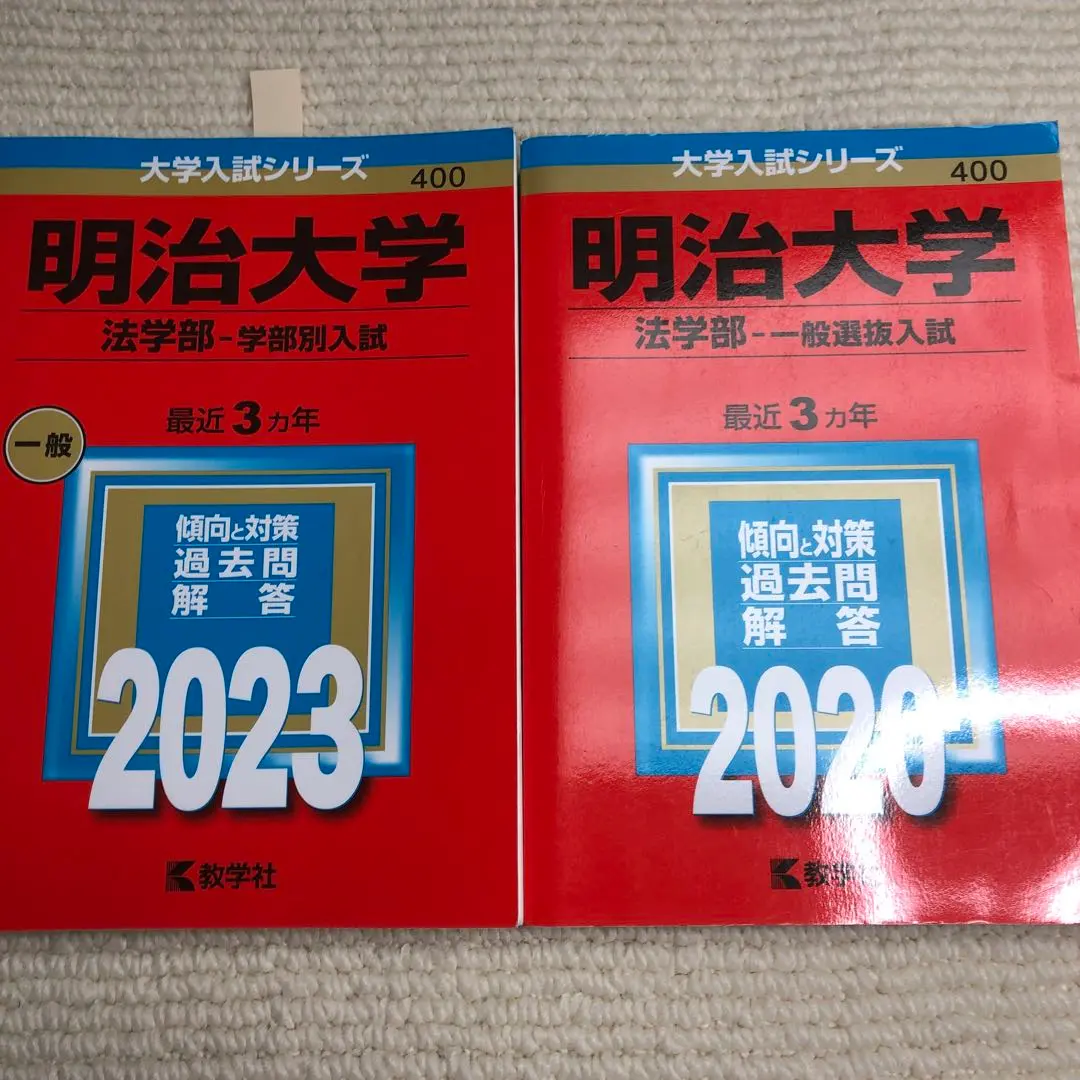 大学入試シリーズ
400
明治大学
法学部-学部別入試
最近3カ年
一般
傾向と対策
過去問
解答
2023
教学社
大学入試シリーズ
400
明治大学
法学部-一般選抜入試
最近3カ年
傾向と対策
過去問
解答
2020
教学社